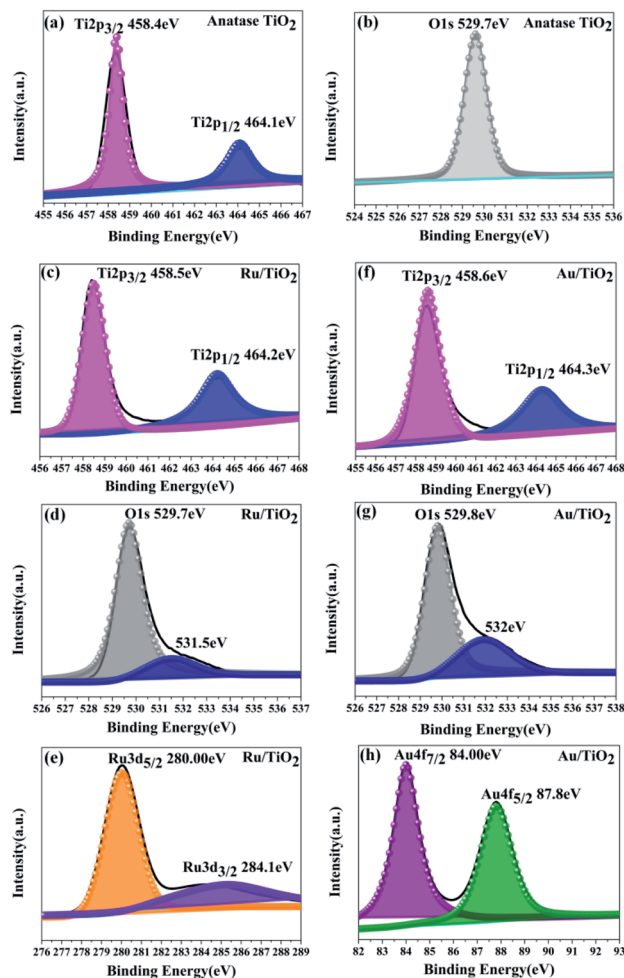 (a) Ti2p3/2 458.4eV Anatase TiO2
Ti2p1/2 464.1eV
Intensity(a.u.)
455 456 457 458 459 460 461 462 463 464 465 466 467
Binding Energy(eV)
(b) O1s 529.7eV Anatase TiO2
Intensity(a.u.)
524 525 526 527 528 529 530 531 532 533 534 535 536
Binding Energy(eV)
(c) Ti2p3/2 458.5eV Ru/TiO2
Ti2p1/2 464.2eV
Intensity(a.u.)
456 457 458 459 460 461 462 463 464 465 466 467 468
Binding Energy(eV)
(f) Ti2p3/2 458.6eV Au/TiO2
Ti2p1/2 464.3eV
Intensity(a.u.)
455 456 457 458 459 460 461 462 463 464 465 466 467 468
Binding Energy(eV)
(d) O1s 529.7eV Ru/TiO2
531.5eV
Intensity(a.u.)
526 527 528 529 530 531 532 533 534 535 536 537
Binding Energy(eV)
(g) O1s 529.8eV Au/TiO2
532eV
Intensity(a.u.)
526 527 528 529 530 531 532 533 534 535 536 537 538
Binding Energy(eV)
(e) Ru3d5/2 280.00eV Ru/TiO2
Ru3d3/2 284.1eV
Intensity(a.u.)
276 277 278 279 280 281 282 283 284 285 286 287 288 289
Binding Energy(eV)
(h) Au4f7/2 84.00eV Au/TiO2
Au4f5/2 87.8eV
Intensity(a.u.)
82 83 84 85 86 87 88 89 90 91 92 93
Binding Energy(eV)